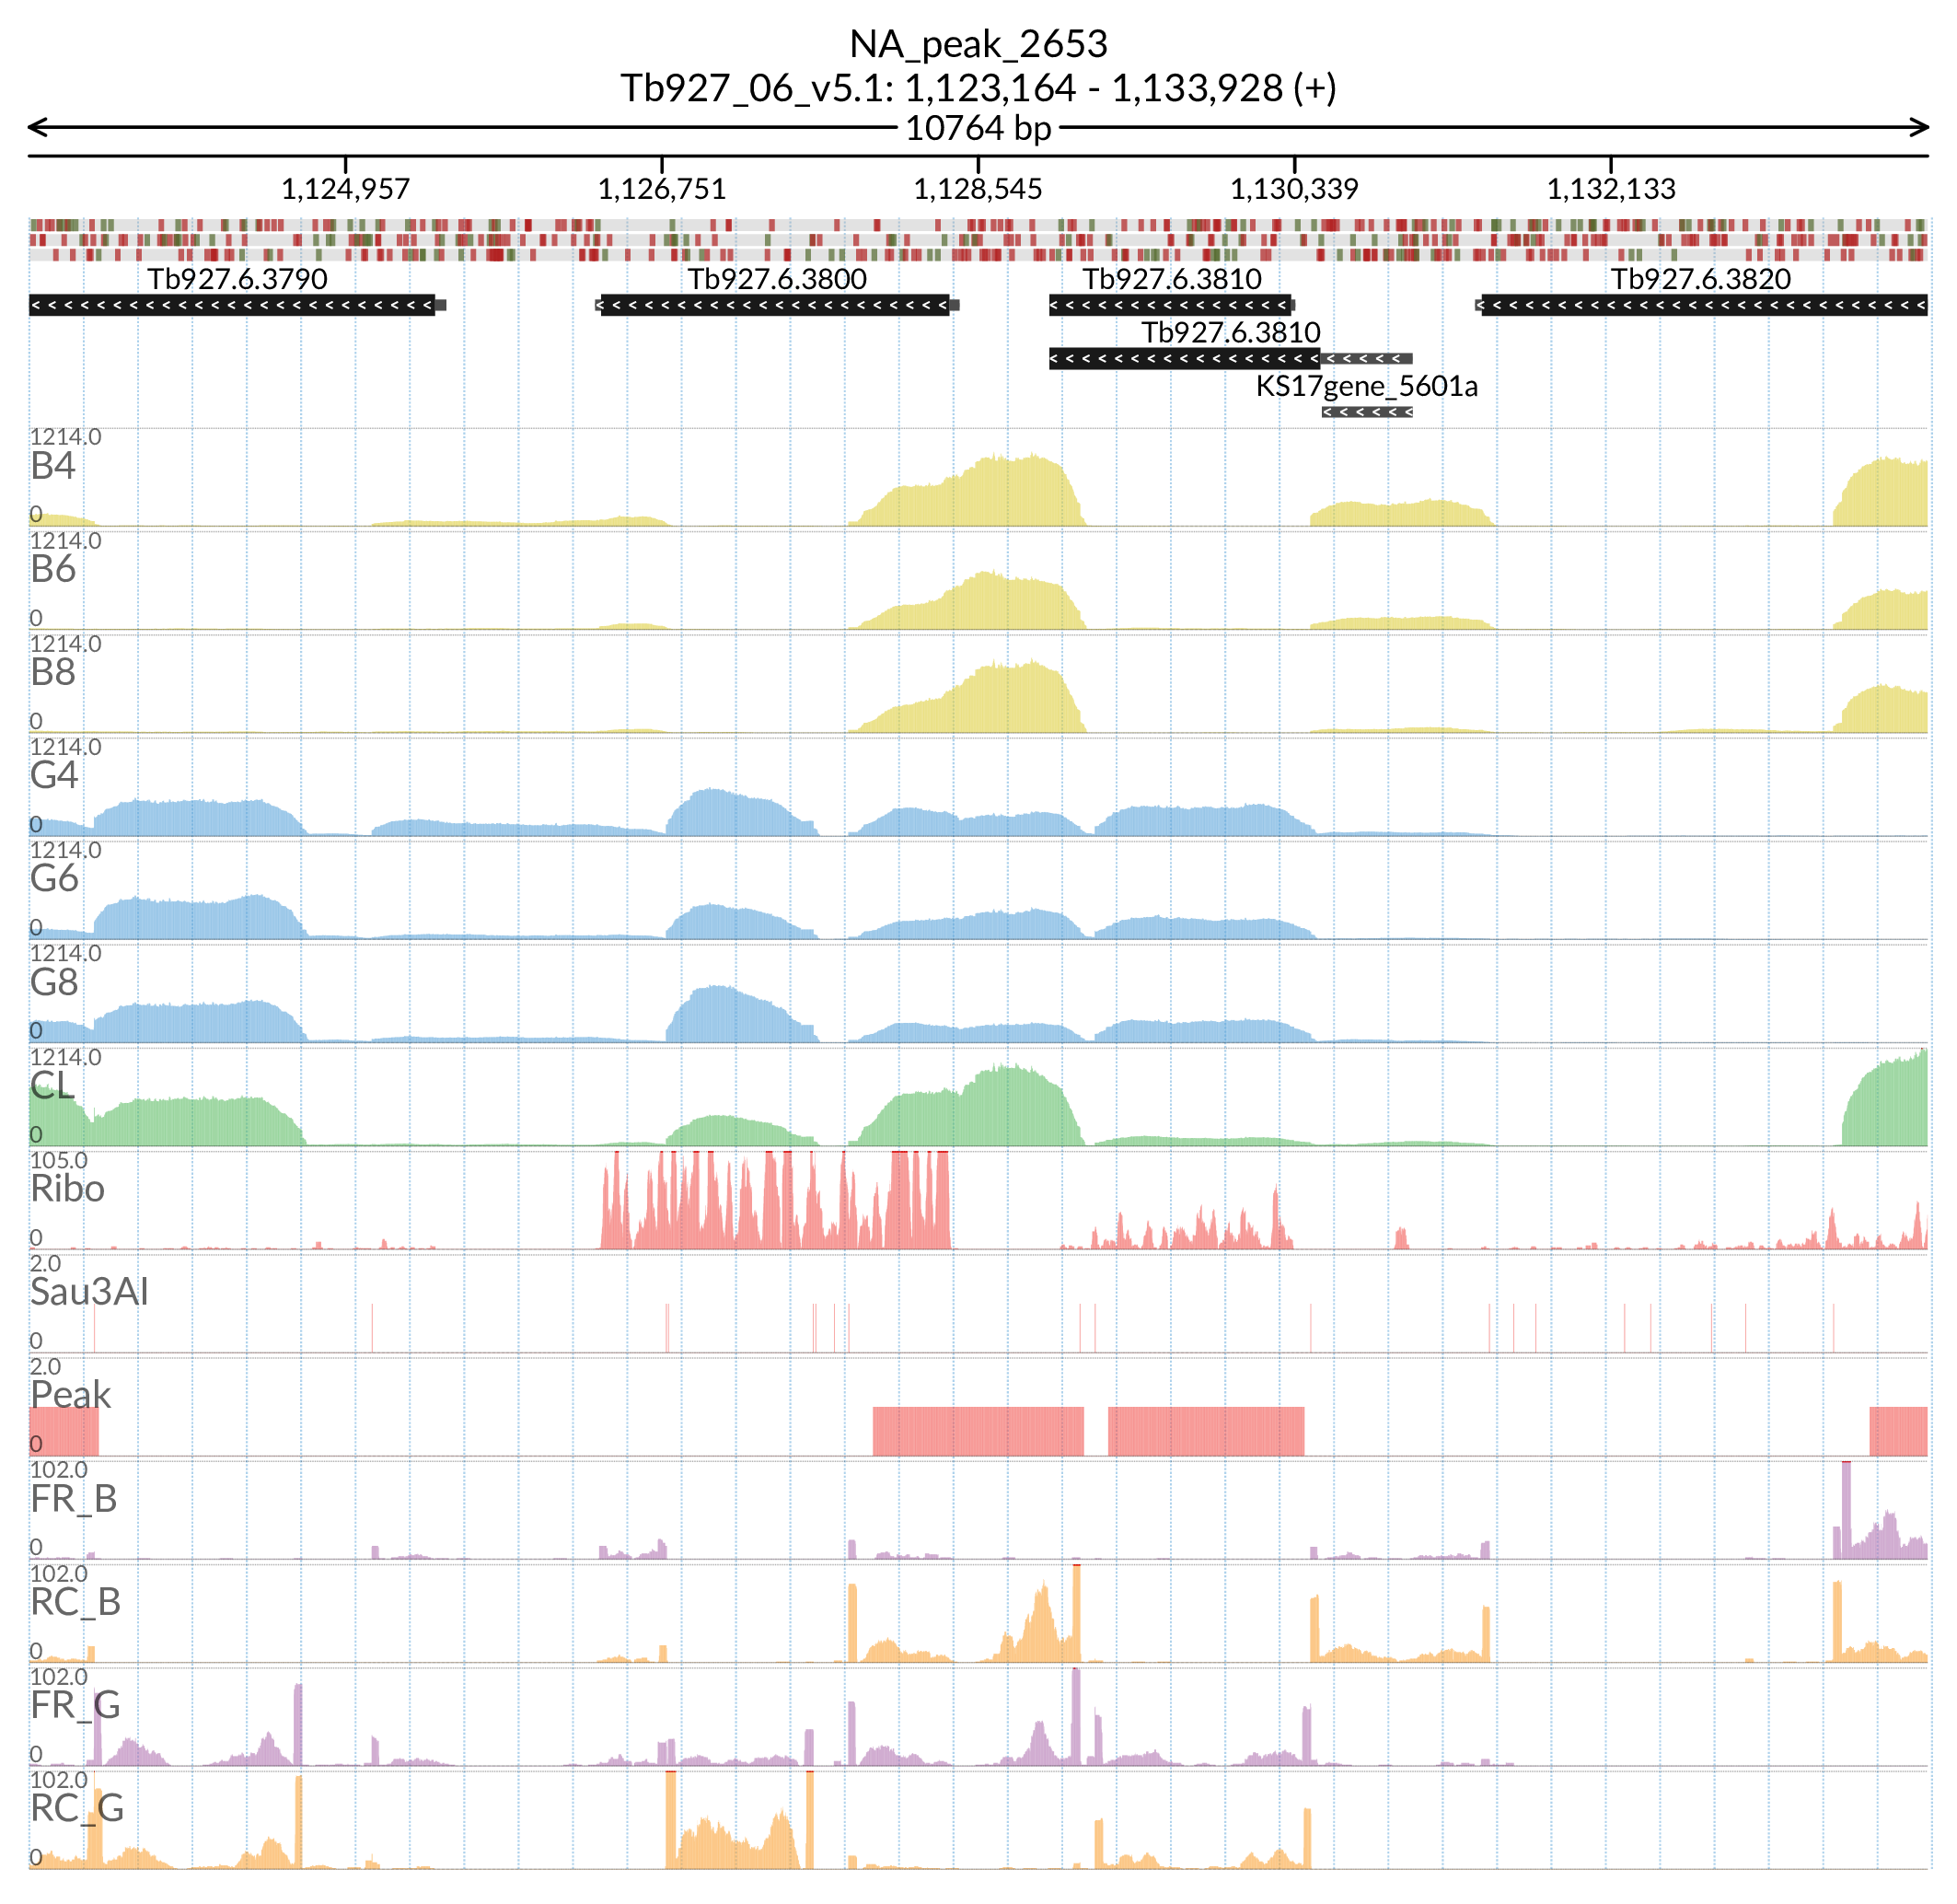 NA_peak_2653
Tb927_06_v5.1: 1,123,164 - 1,133,928 (+)
10764 bp
1,124,957 1,126,751 1,128,545 1,130,339 1,132,133
Tb927.6.3790 Tb927.6.3800 Tb927.6.3810 Tb927.6.3820
Tb927.6.3810
KS17gene_5601a
1214.0
B4
0
1214.0
B6
0
1214.0
B8
0
1214.0
G4
0
1214.0
G6
0
1214.0
G8
0
1214.0
CL
0
105.0
Ribo
0
2.0
Sau3AI
0
2.0
Peak
0
102.0
FR_B
0
102.0
RC_B
0
102.0
FR_G
0
102.0
RC_G
0